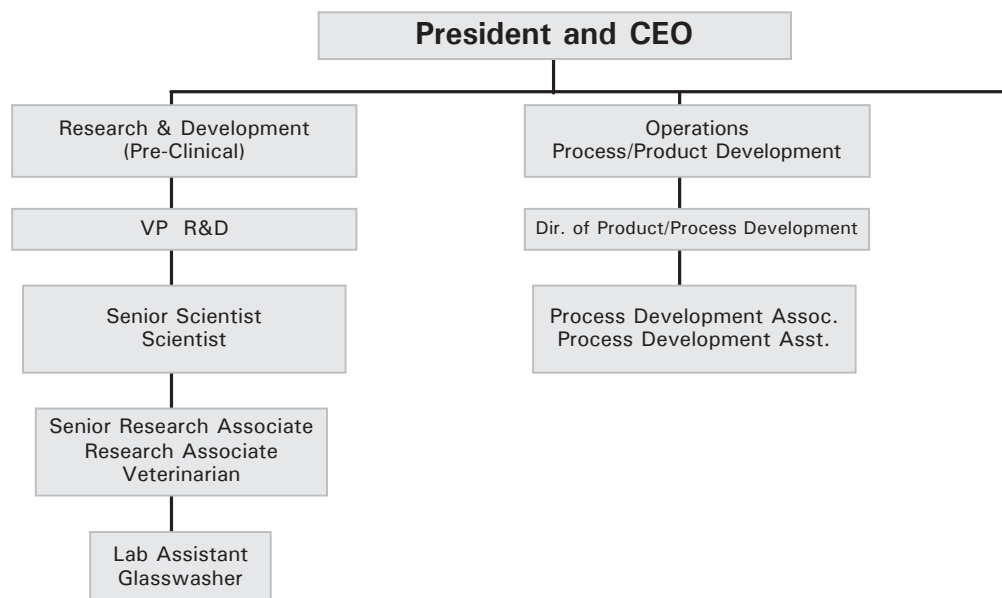 President and CEO
Research & Development
(Pre-Clinical)
VP R&D
Senior Scientist
Scientist
Senior Research Associate
Research Associate
Veterinarian
Lab Assistant
Glasswasher
Operations
Process/Product Development
Dir. of Product/Process Development
Process Development Assoc.
Process Development Asst.